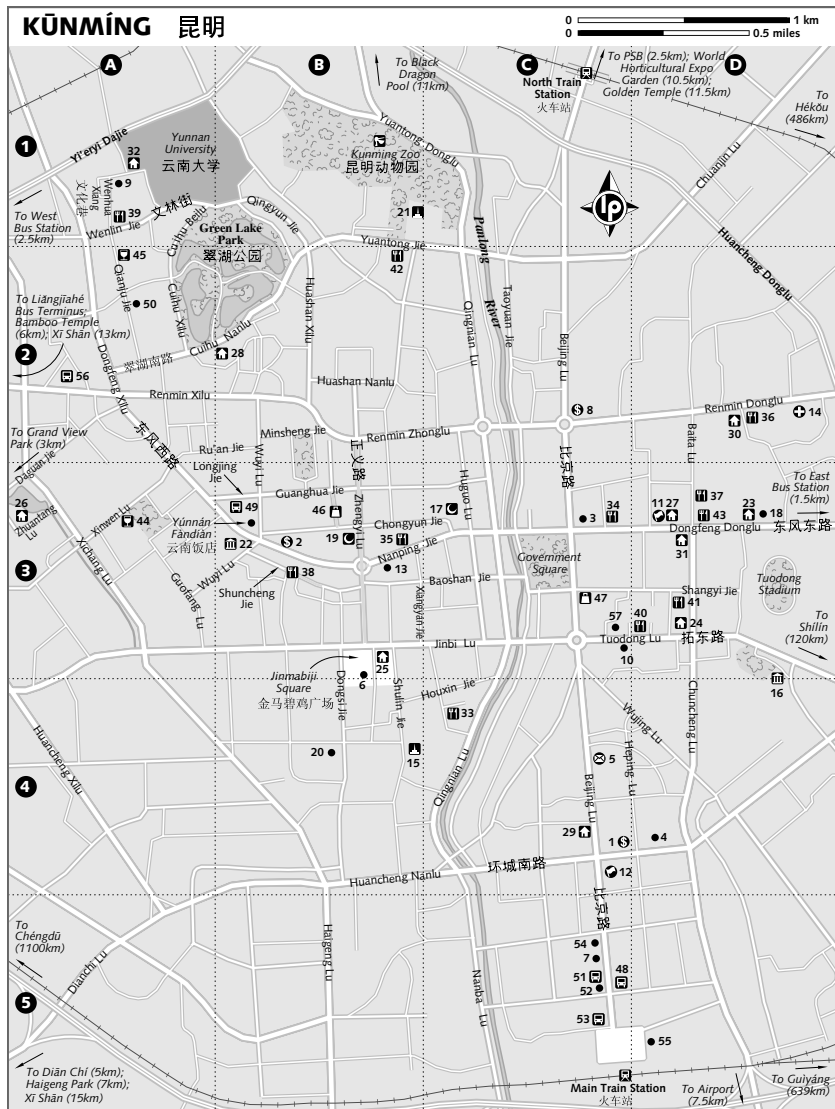 KŪNMÍNG 昆明
0 1 km
0 0.5 miles
A
B
C
D
To Black
Dragon
Pool (11km)
North Train
Station
火车站
To PSB (2.5km); World
Horticultural Expo
Garden (10.5km);
Golden Temple (11.5km)
To
Hékǒu
(486km)
1
Yi'eryi Dajie
32
Yunnan
University
云南大学
Kunming Zoo
昆明动物园
Yuantong Donglu
Chuanjin Lu
lp
9
文化巷
Wenhua
Xiang
39
文林街
Wenlin Jie
To West
Bus Station
(2.5km)
Cuihu Beilu
Qingyun Jie
Green Lake
Park
翠湖公园
21
Panlong
River
Yuantong Jie
42
Huancheng Donglu
45
Qianju Jie
50
Cuihu Xilu
Cuihu Nanlu
翠湖南路
Huashan Xilu
Qingnian Lu
Taoyuan Jie
Beijing Lu
To Liǎngjiāhé
Bus Terminus;
Bamboo Temple
(6km); Xī Shān (13km)
2
28
56
Dongfeng Xilu
Huashan Nanlu
Renmin Xilu
8
Renmin Donglu
30
36
14
东风西路
Minsheng Jie
Renmin Zhonglu
To Grand View
Park (3km)
Daguan Jie
Ru'an Jie
Longjing
Jie
Wuyi Lu
正义路
Baita Lu
26
Zhuantang
Lu
Xinwen Lu
44
49
Guanghua Jie
46
Zhengyi Lu
17
Huguo Lu
3
34
11
27
37
43
23
18
To East
Bus Station
(1.5km)
Yúnnán
Fàndiàn
云南饭店
Chongyun Jie
22
2
19
35
Nanping Jie
Dongfeng Donglu
东风东路
31
3
Xichang Lu
Guofang
Lu
Wuyi Lu
Shuncheng
Jie
38
13
Baoshan Jie
Government
Square
Xiangyun Jie
47
Shangyi Jie
41
Tuodong
Stadium
57
40
24
Jinbi Lu
Tuodong Lu
拓东路
10
To
Shílín
(120km)
16
Jinmabiji
Square
金马碧鸡广场
25
6
Dongsi Jie
Shulin Jie
Houxin Jie
33
Chuncheng Lu
Wujing Lu
Heping Lu
Huancheng Xilu
20
15
5
4
Qingnian Lu
Beijing Lu
29
1
4
环城南路
Huancheng Nanlu
12
To
Chéngdū
(1100km)
Dianchi Lu
Haigeng Lu
Nanba Lu
54
7
51
48
52
5
53
55
To Diān Chí (5km);
Haigeng Park (7km);
Xī Shān (15km)
Main Train Station
火车站
To Airport
(7.5km)
To Guìyáng
(639km)